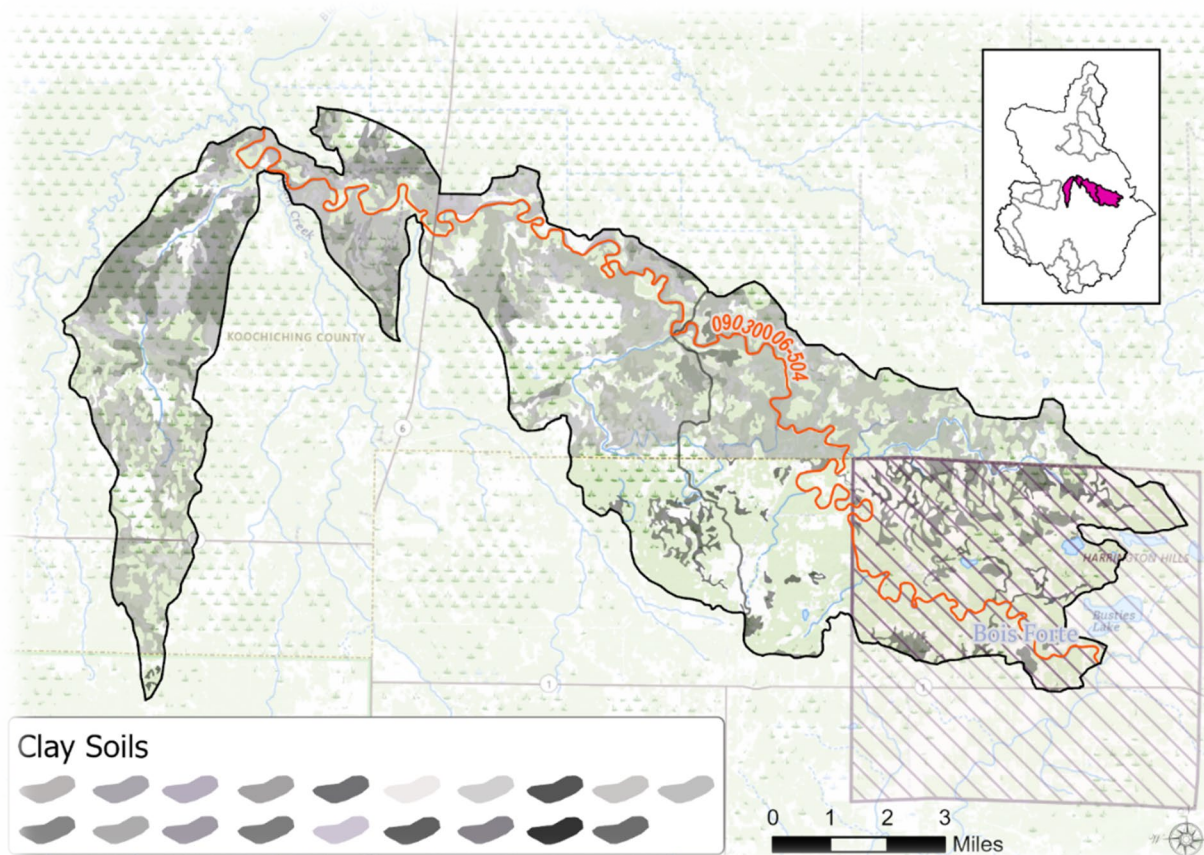 Creek
KOOCHICHING COUNTY
6
09030006-504
HARRINGTON HILLS
Busties
Lake
Bois Forte
1
1
Clay Soils
0 1 2 3
Miles